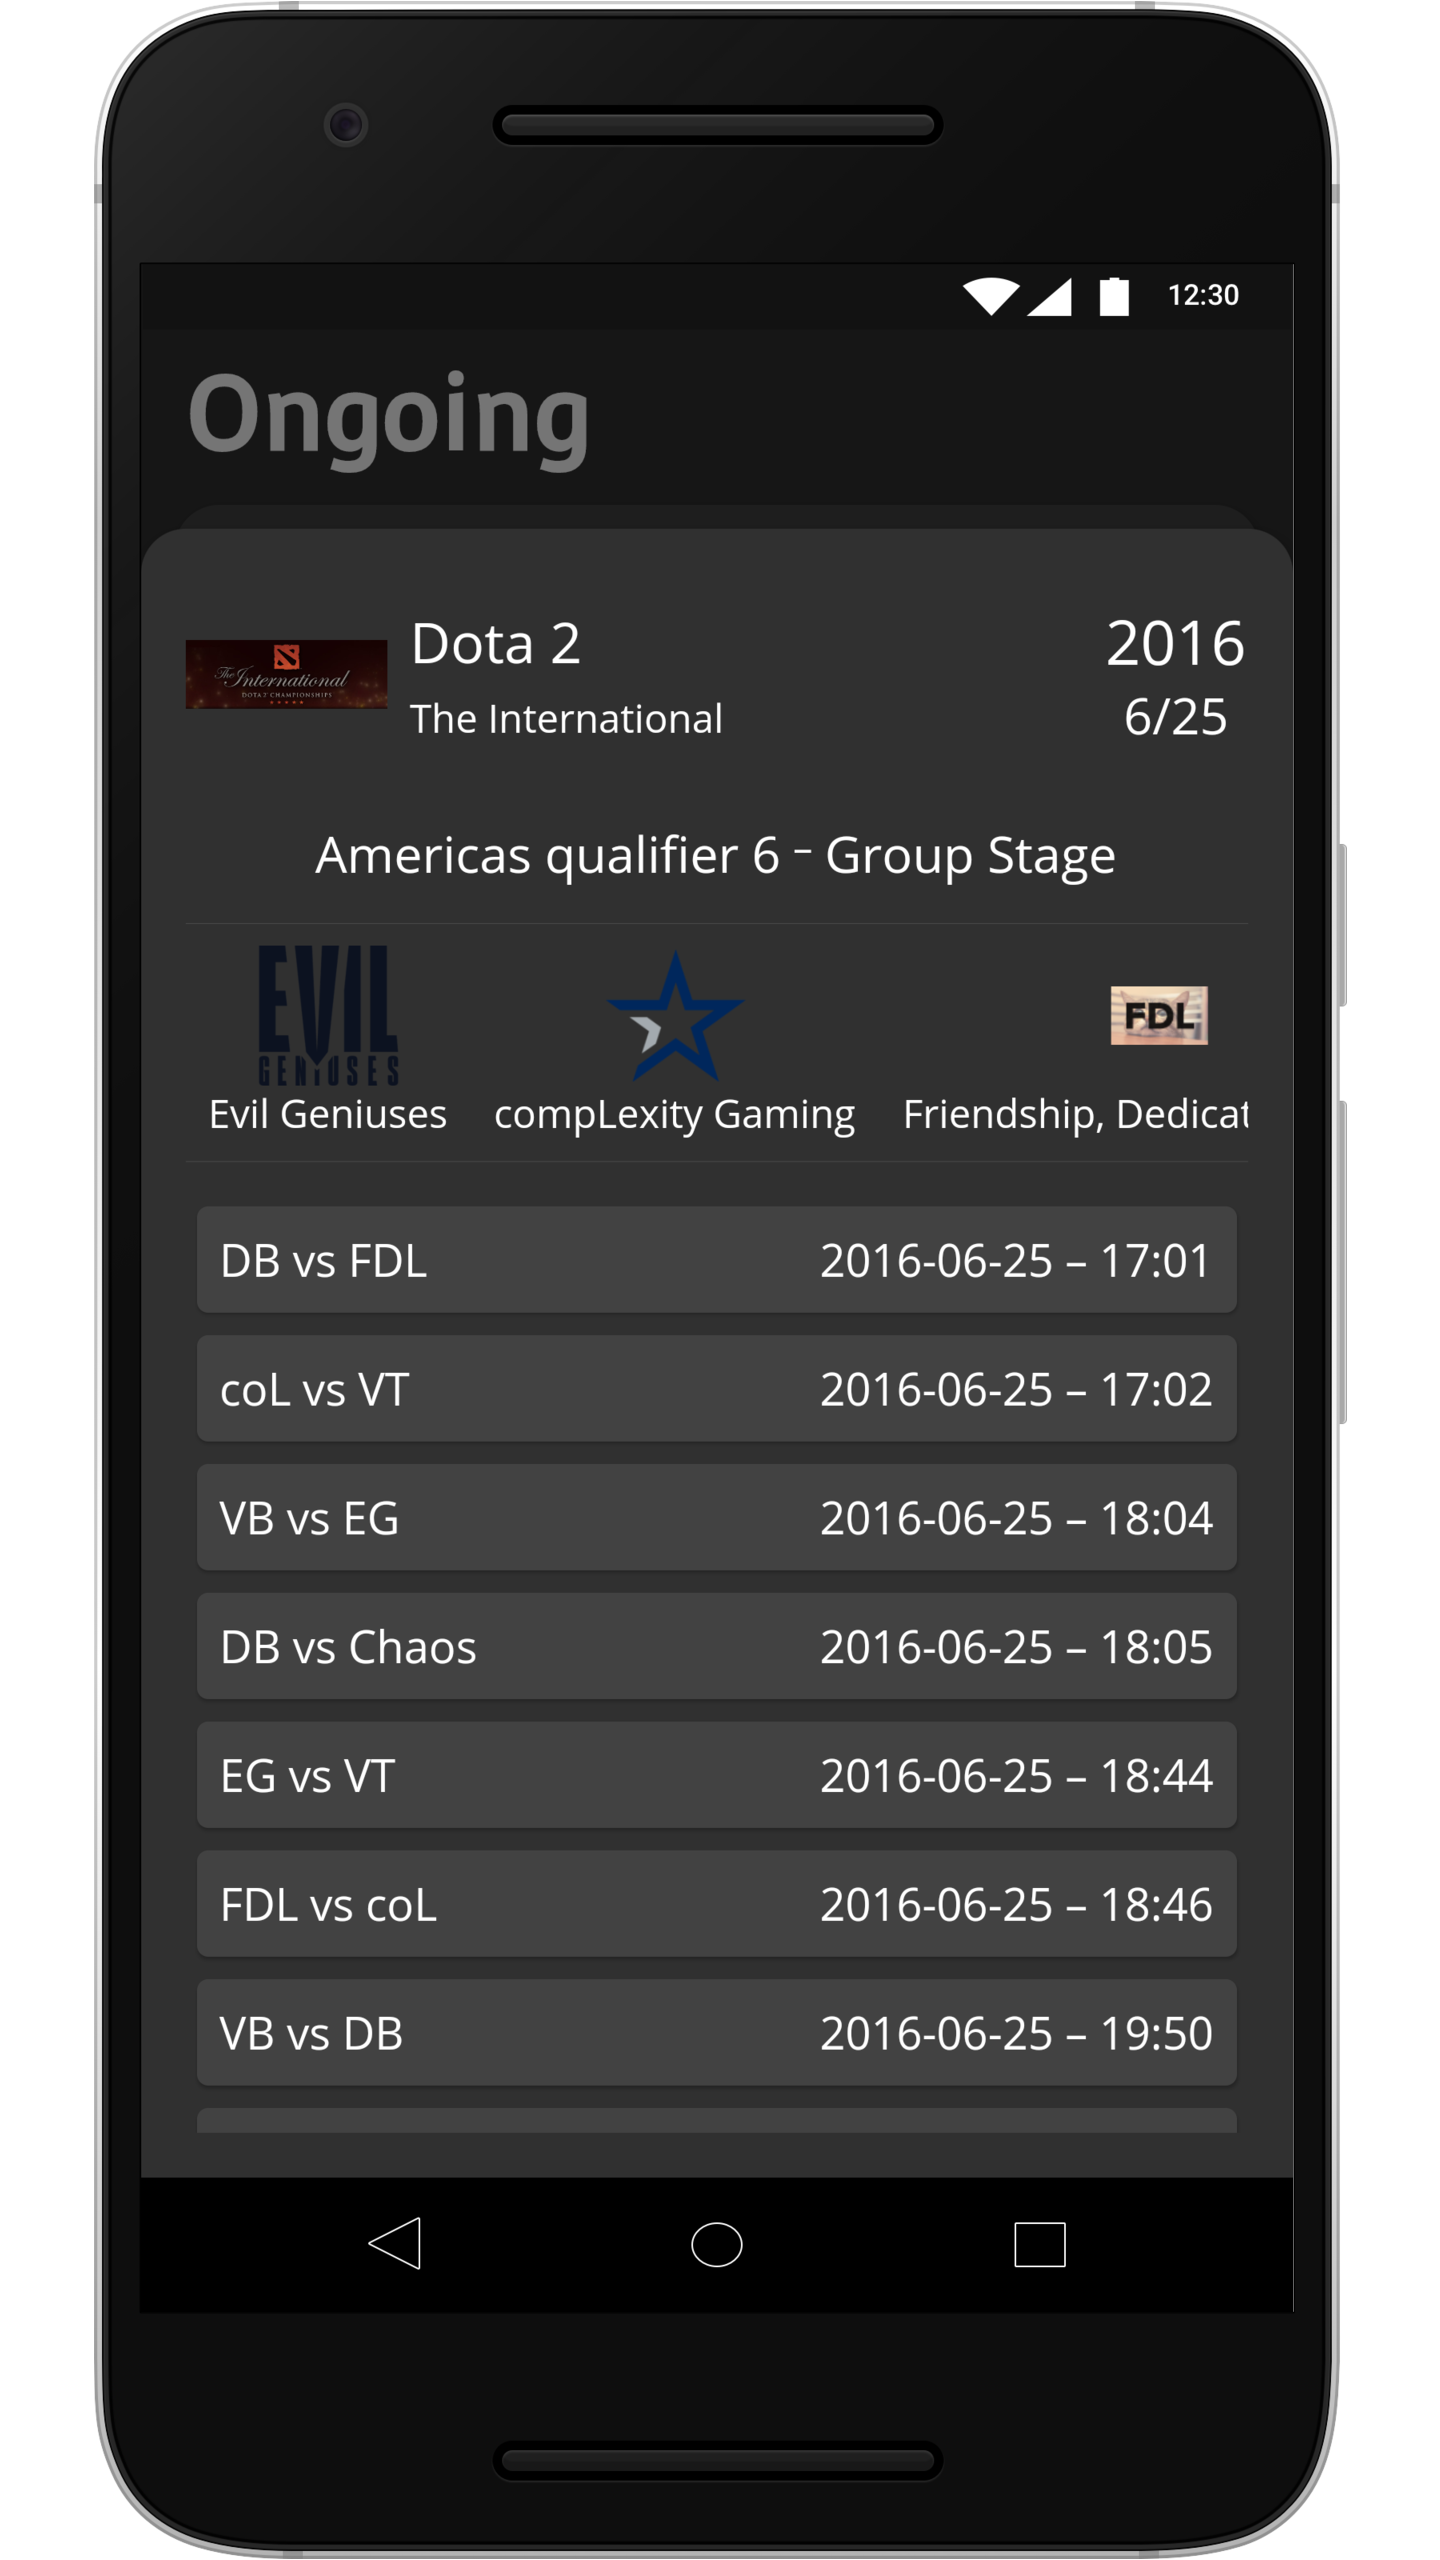 12:30
Ongoing
The International
DOTA 2 CHAMPIONSHIPS
Dota 2
2016
The International
6/25
Americas qualifier 6 – Group Stage
EVIL
GENIUSES
FDL
Evil Geniuses
compLexity Gaming
Friendship, Dedicat
DB vs FDL 2016-06-25 – 17:01
coL vs VT 2016-06-25 – 17:02
VB vs EG 2016-06-25 – 18:04
DB vs Chaos 2016-06-25 – 18:05
EG vs VT 2016-06-25 – 18:44
FDL vs coL 2016-06-25 – 18:46
VB vs DB 2016-06-25 – 19:50